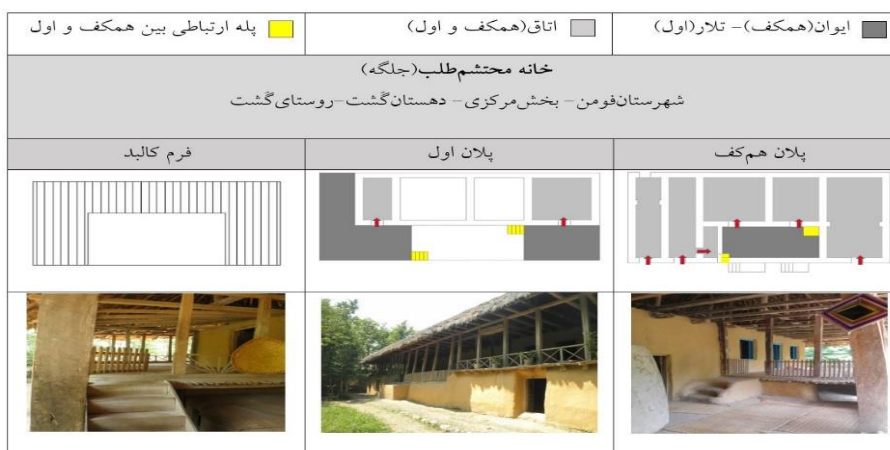 ایوان(همکف)- تلار(اول)
اتاق(همکف و اول)
پله ارتباطی بین همکف و اول
خانه محتشم‌طلب(جلگه)
شهرستان‌فومن- بخش‌مرکزی- دهستان‌گشت-روستای‌گشت
پلان هم‌کف
پلان اول
فرم کالبد